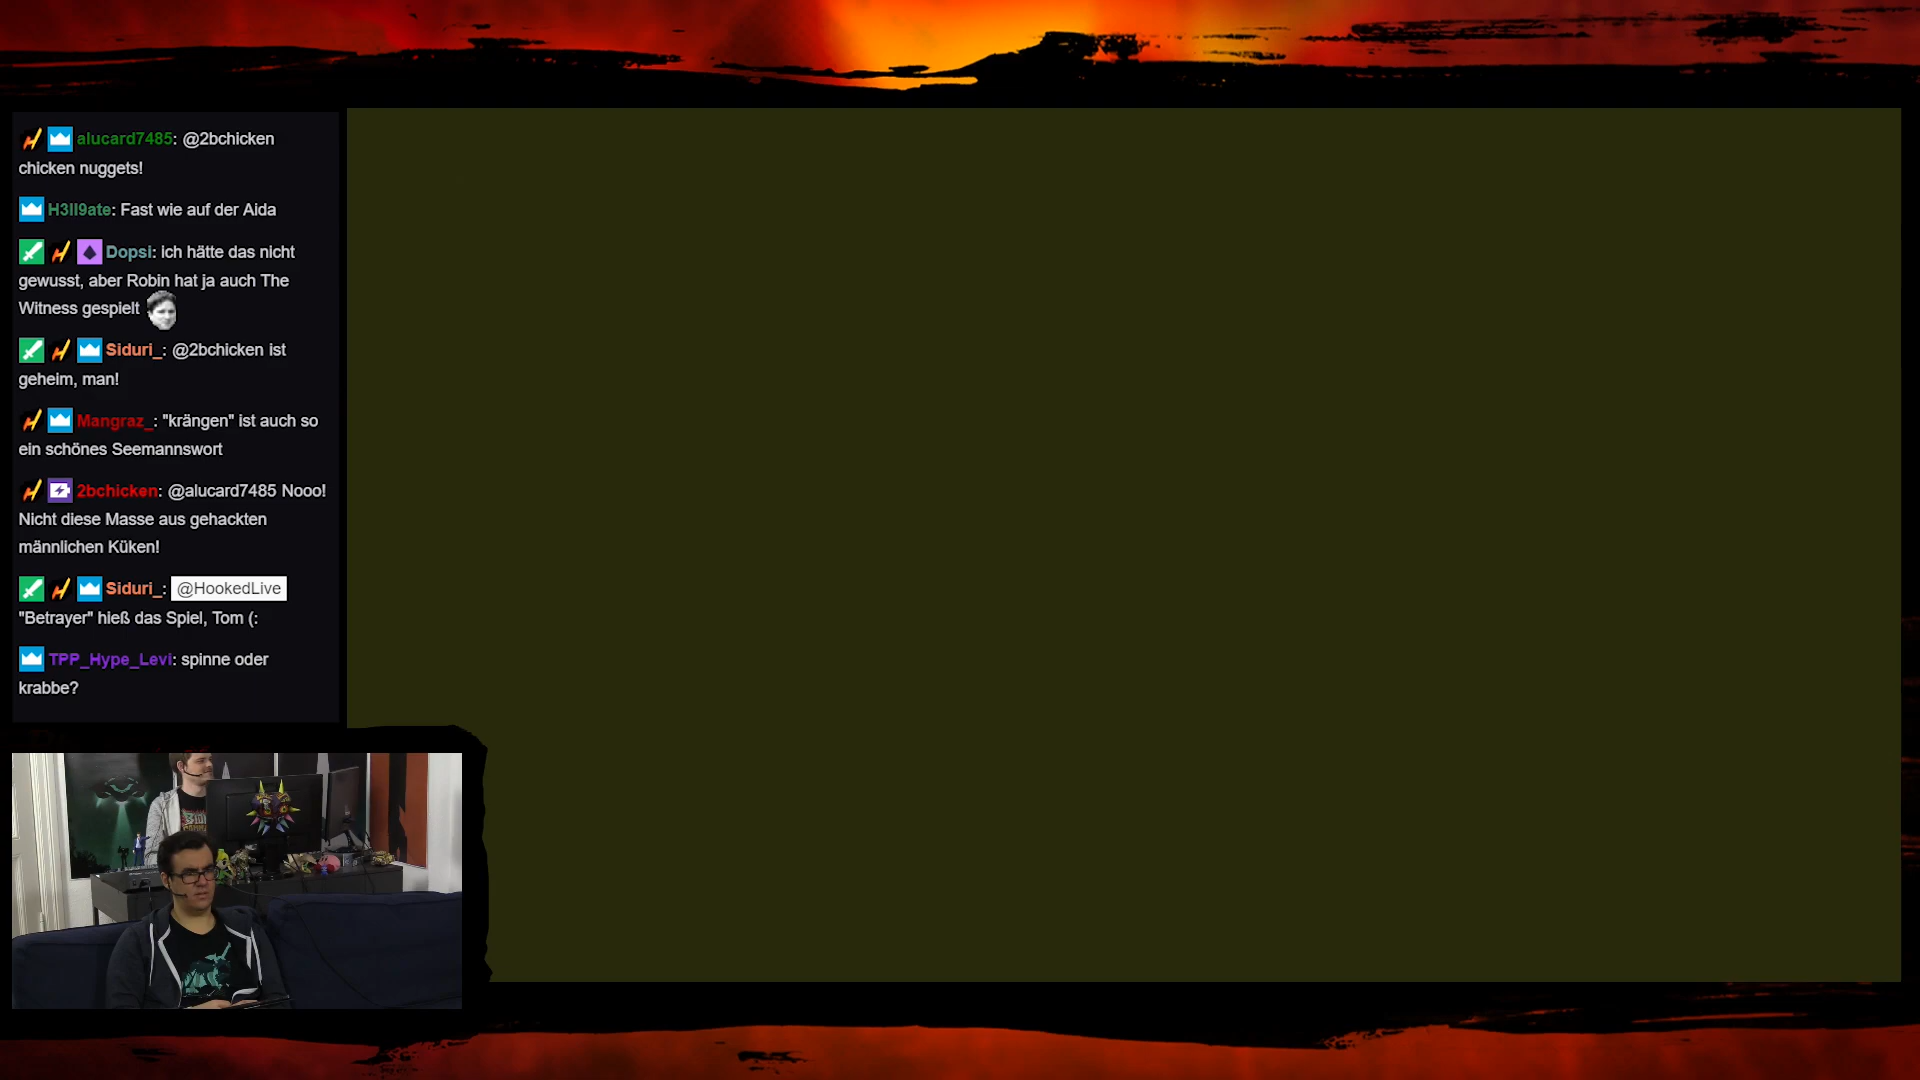 alucard7485: @2bchicken
chicken nuggets!
H3ll9ate: Fast wie auf der Aida
Dopsi: ich hätte das nicht
gewusst, aber Robin hat ja auch The
Witness gespielt
Siduri_: @2bchicken ist
geheim, man!
Mangraz_: "krängen" ist auch so
ein schönes Seemannswort
2bchicken: @alucard7485 Nooo!
Nicht diese Masse aus gehackten
männlichen Küken!
Siduri_: @HookedLive
"Betrayer" hieß das Spiel, Tom (:
TPP_Hype_Levi: spinne oder
krabbe?